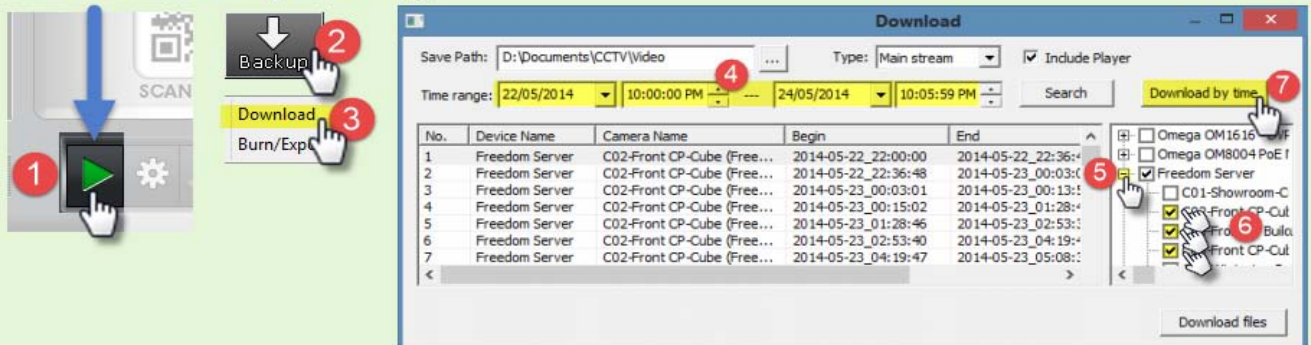 SCAN
1
Backup
2
Download
3
Burn/Exp
Download
Save Path: D:\Documents\CCTV\Video ... Type: Main stream Include Player
4
Time range: 22/05/2014 10:00:00 PM --- 24/05/2014 10:05:59 PM Search Download by time 7
No. Device Name Camera Name Begin End
1 Freedom Server C02-Front CP-Cube (Free... 2014-05-22_22:00:00 2014-05-22_22:36:4
2 Freedom Server C02-Front CP-Cube (Free... 2014-05-22_22:36:48 2014-05-23_00:03:0
3 Freedom Server C02-Front CP-Cube (Free... 2014-05-23_00:03:01 2014-05-23_00:13:5
4 Freedom Server C02-Front CP-Cube (Free... 2014-05-23_00:15:02 2014-05-23_01:28:4
5 Freedom Server C02-Front CP-Cube (Free... 2014-05-23_01:28:46 2014-05-23_02:53:3
6 Freedom Server C02-Front CP-Cube (Free... 2014-05-23_02:53:40 2014-05-23_04:19:4
7 Freedom Server C02-Front CP-Cube (Free... 2014-05-23_04:19:47 2014-05-23_05:08:
Omega OM1616
Omega OM8004 PoE
5
Freedom Server
C01-Showroom-C
-Front CP-Cub
6
Front CP-Cub
Download files